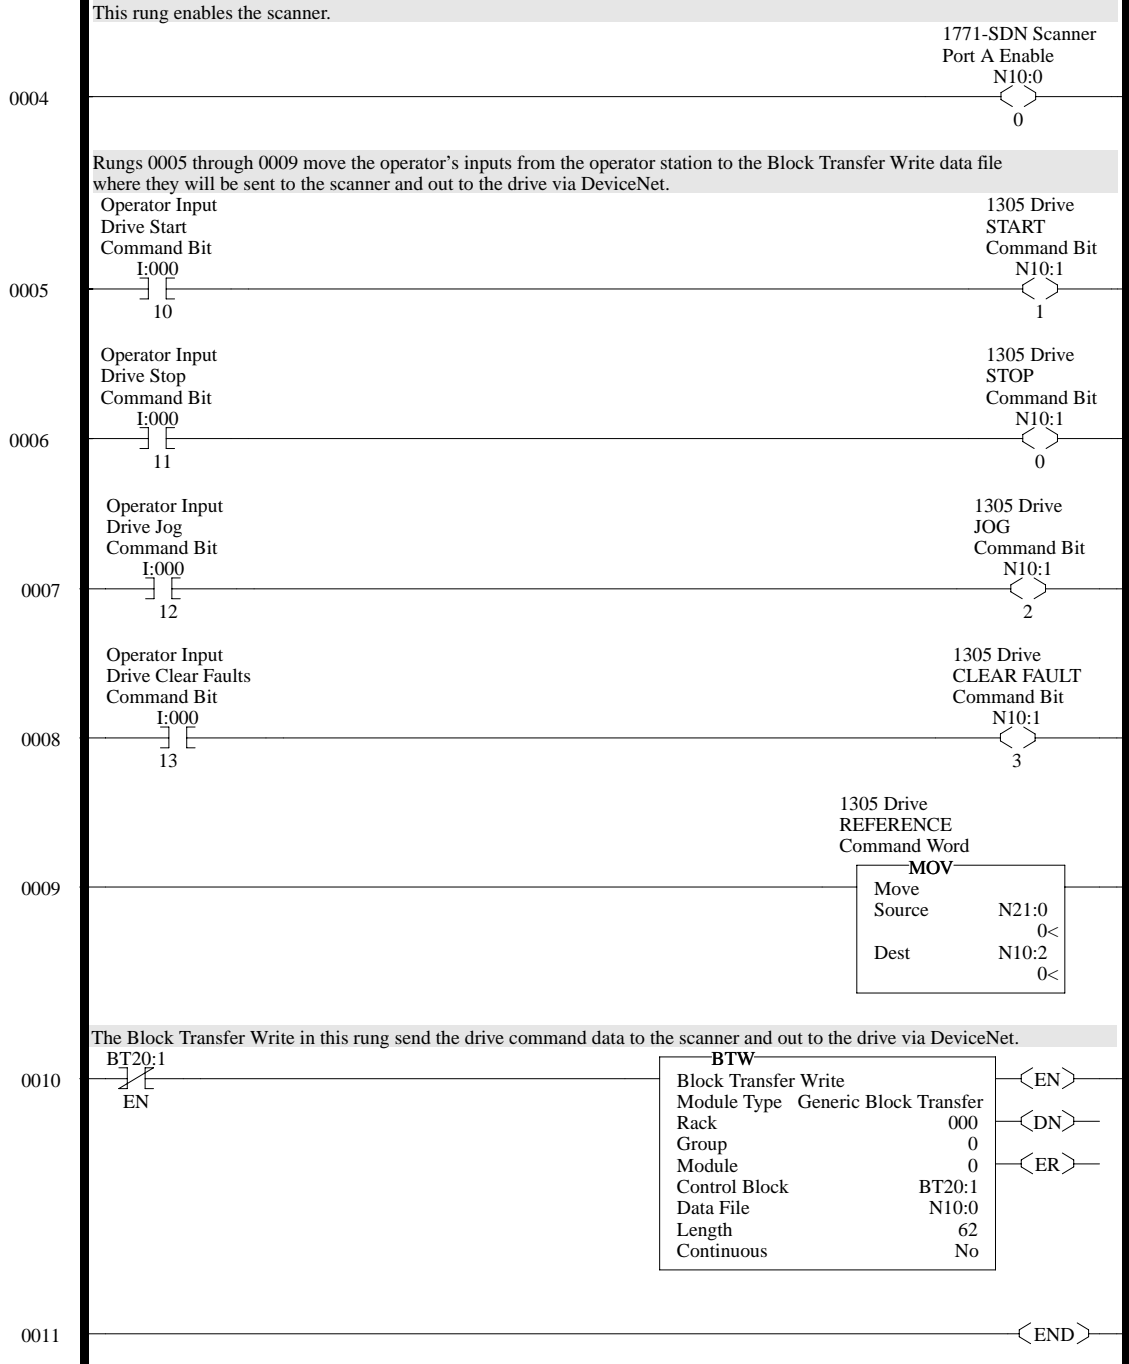 This rung enables the scanner.
1771-SDN Scanner
Port A Enable
N10:0
0004
0
Rungs 0005 through 0009 move the operator's inputs from the operator station to the Block Transfer Write data file
where they will be sent to the scanner and out to the drive via DeviceNet.
Operator Input
Drive Start
Command Bit
I:000
10
1305 Drive
START
Command Bit
N10:1
1
0005
Operator Input
Drive Stop
Command Bit
I:000
11
1305 Drive
STOP
Command Bit
N10:1
0
0006
Operator Input
Drive Jog
Command Bit
I:000
12
1305 Drive
JOG
Command Bit
N10:1
2
0007
Operator Input
Drive Clear Faults
Command Bit
I:000
13
1305 Drive
CLEAR FAULT
Command Bit
N10:1
3
0008
1305 Drive
REFERENCE
Command Word
MOV
0009
Move
Source N21:0
0<
Dest N10:2
0<
The Block Transfer Write in this rung send the drive command data to the scanner and out to the drive via DeviceNet.
BT20:1
EN
0010
BTW
Block Transfer Write
Module Type Generic Block Transfer
Rack 000
Group 0
Module 0
Control Block BT20:1
Data File N10:0
Length 62
Continuous No
EN
DN
ER
0011
END